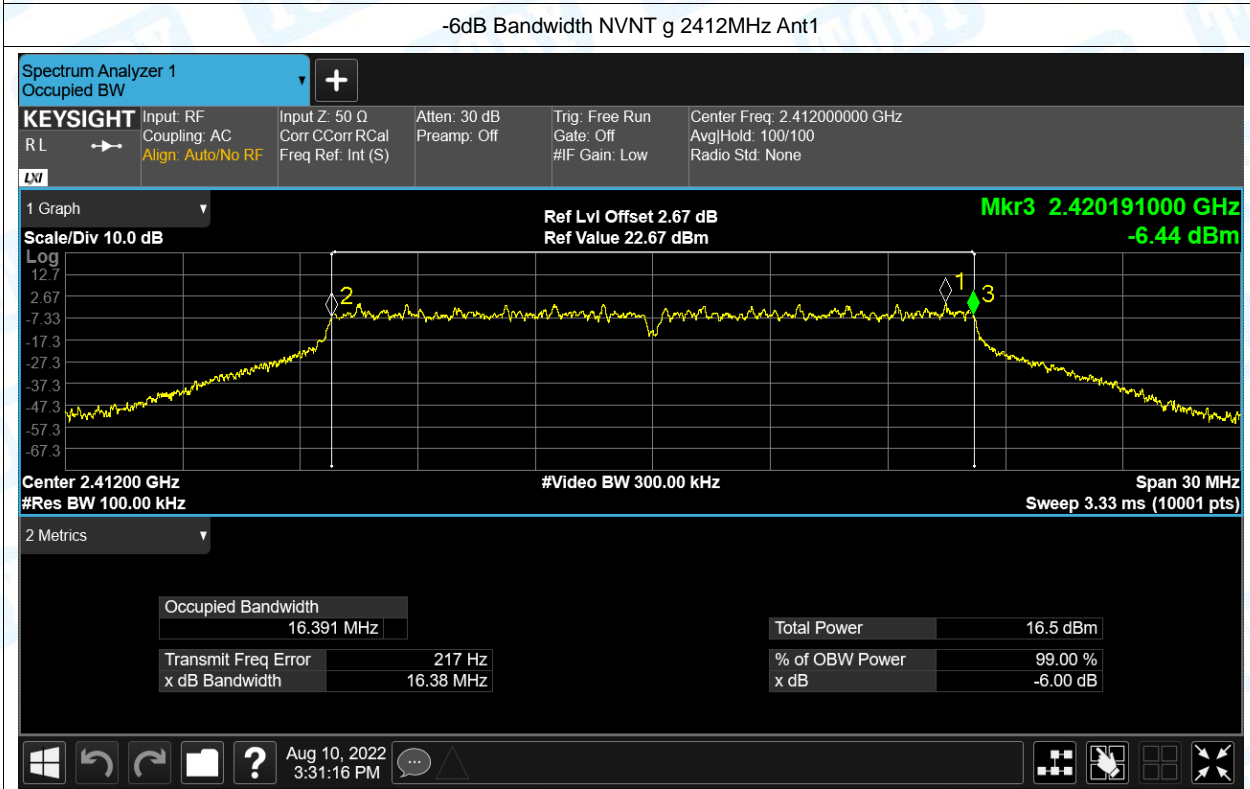 -6dB Bandwidth NVNT g 2412MHz Ant1
Spectrum Analyzer 1
Occupied BW
KEYSIGHT
R L
LXI
Input: RF
Coupling: AC
Align: Auto/No RF
Input Z: 50 Ω
Corr CCorr RCal
Freq Ref: Int (S)
Atten: 30 dB
Preamp: Off
Trig: Free Run
Gate: Off
#IF Gain: Low
Center Freq: 2.412000000 GHz
Avg|Hold: 100/100
Radio Std: None
1 Graph
Scale/Div 10.0 dB
Ref Lvl Offset 2.67 dB
Ref Value 22.67 dBm
Mkr3 2.420191000 GHz
-6.44 dBm
Log
12.7
2.67
-7.33
-17.3
-27.3
-37.3
-47.3
-57.3
-67.3
2
1
3
Center 2.41200 GHz
#Res BW 100.00 kHz
#Video BW 300.00 kHz
Span 30 MHz
Sweep 3.33 ms (10001 pts)
2 Metrics
Occupied Bandwidth
16.391 MHz
Transmit Freq Error 217 Hz
x dB Bandwidth 16.38 MHz
Total Power 16.5 dBm
% of OBW Power 99.00 %
x dB -6.00 dB
Aug 10, 2022
3:31:16 PM